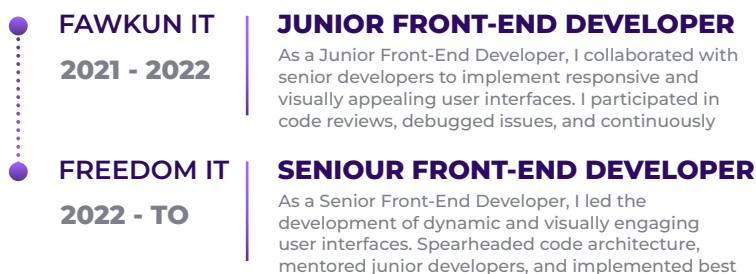 FAWKUN IT
2021 - 2022
JUNIOR FRONT-END DEVELOPER
As a Junior Front-End Developer, I collaborated with
senior developers to implement responsive and
visually appealing user interfaces. I participated in
code reviews, debugged issues, and continuously
FREEDOM IT
2022 - TO
SENIOUR FRONT-END DEVELOPER
As a Senior Front-End Developer, I led the
development of dynamic and visually engaging
user interfaces. Spearheaded code architecture,
mentored junior developers, and implemented best